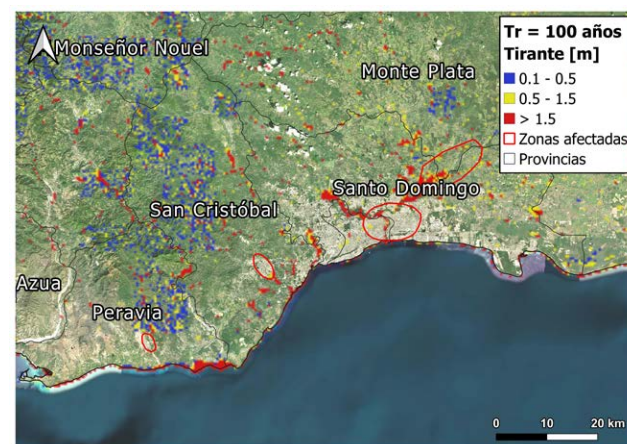 Monseñor Nouel
Monte Plata
Santo Domingo
San Cristóbal
Azua
Peravia
Tr = 100 años
Tirante [m]
0.1 - 0.5
0.5 - 1.5
> 1.5
Zonas afectadas
Provincias
0 10 20 km